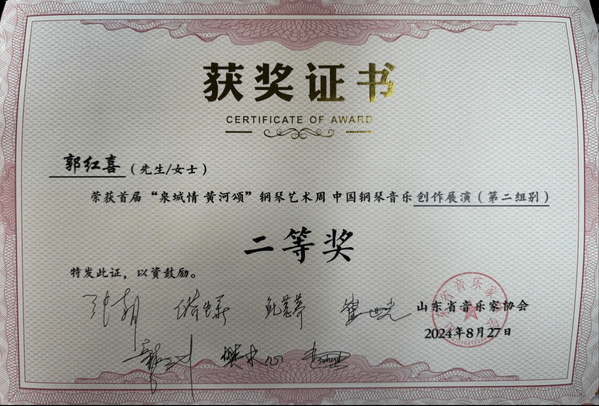 获奖证书
CERTIFICATE OF AWARD
郭红喜（先生/女士）
荣获首届“泉城情 黄河颂”钢琴艺术周 中国钢琴音乐创作展演（第二组别）
二等奖
特发此证，以资鼓励。
山东省音乐家协会
2024年8月27日